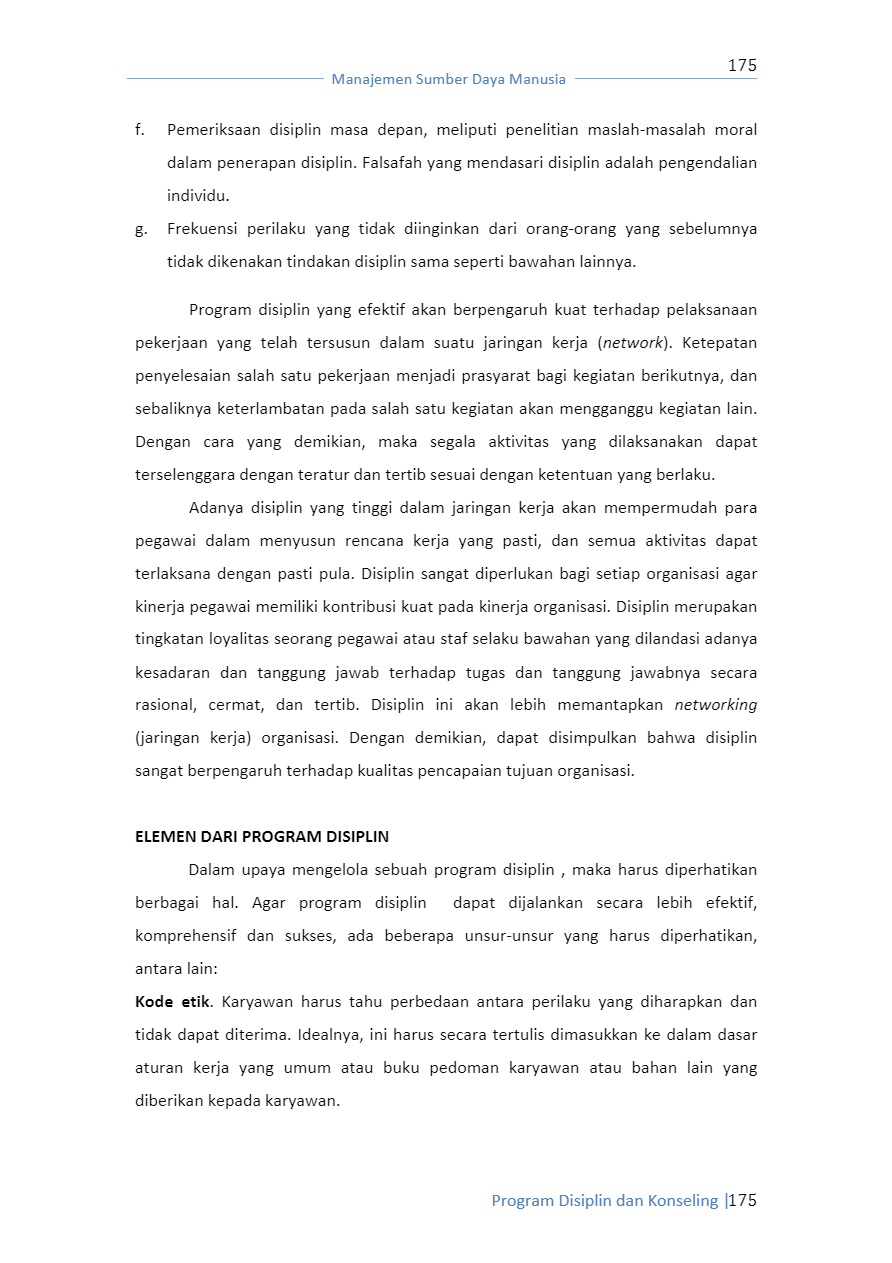 175
Manajemen Sumber Daya Manusia
f. Pemeriksaan disiplin masa depan, meliputi penelitian maslah-masalah moral
dalam penerapan disiplin. Falsafah yang mendasari disiplin adalah pengendalian
individu.
g. Frekuensi perilaku yang tidak diinginkan dari orang-orang yang sebelumnya
tidak dikenakan tindakan disiplin sama seperti bawahan lainnya.
Program disiplin yang efektif akan berpengaruh kuat terhadap pelaksanaan
pekerjaan yang telah tersusun dalam suatu jaringan kerja (network). Ketepatan
penyelesaian salah satu pekerjaan menjadi prasyarat bagi kegiatan berikutnya, dan
sebaliknya keterlambatan pada salah satu kegiatan akan mengganggu kegiatan lain.
Dengan cara yang demikian, maka segala aktivitas yang dilaksanakan dapat
terselenggara dengan teratur dan tertib sesuai dengan ketentuan yang berlaku.
Adanya disiplin yang tinggi dalam jaringan kerja akan mempermudah para
pegawai dalam menyusun rencana kerja yang pasti, dan semua aktivitas dapat
terlaksana dengan pasti pula. Disiplin sangat diperlukan bagi setiap organisasi agar
kinerja pegawai memiliki kontribusi kuat pada kinerja organisasi. Disiplin merupakan
tingkatan loyalitas seorang pegawai atau staf selaku bawahan yang dilandasi adanya
kesadaran dan tanggung jawab terhadap tugas dan tanggung jawabnya secara
rasional, cermat, dan tertib. Disiplin ini akan lebih memantapkan networking
(jaringan kerja) organisasi. Dengan demikian, dapat disimpulkan bahwa disiplin
sangat berpengaruh terhadap kualitas pencapaian tujuan organisasi.
ELEMEN DARI PROGRAM DISIPLIN
Dalam upaya mengelola sebuah program disiplin , maka harus diperhatikan
berbagai hal. Agar program disiplin  dapat dijalankan secara lebih efektif,
komprehensif dan sukses, ada beberapa unsur-unsur yang harus diperhatikan,
antara lain:
Kode etik. Karyawan harus tahu perbedaan antara perilaku yang diharapkan dan
tidak dapat diterima. Idealnya, ini harus secara tertulis dimasukkan ke dalam dasar
aturan kerja yang umum atau buku pedoman karyawan atau bahan lain yang
diberikan kepada karyawan.
Program Disiplin dan Konseling |175